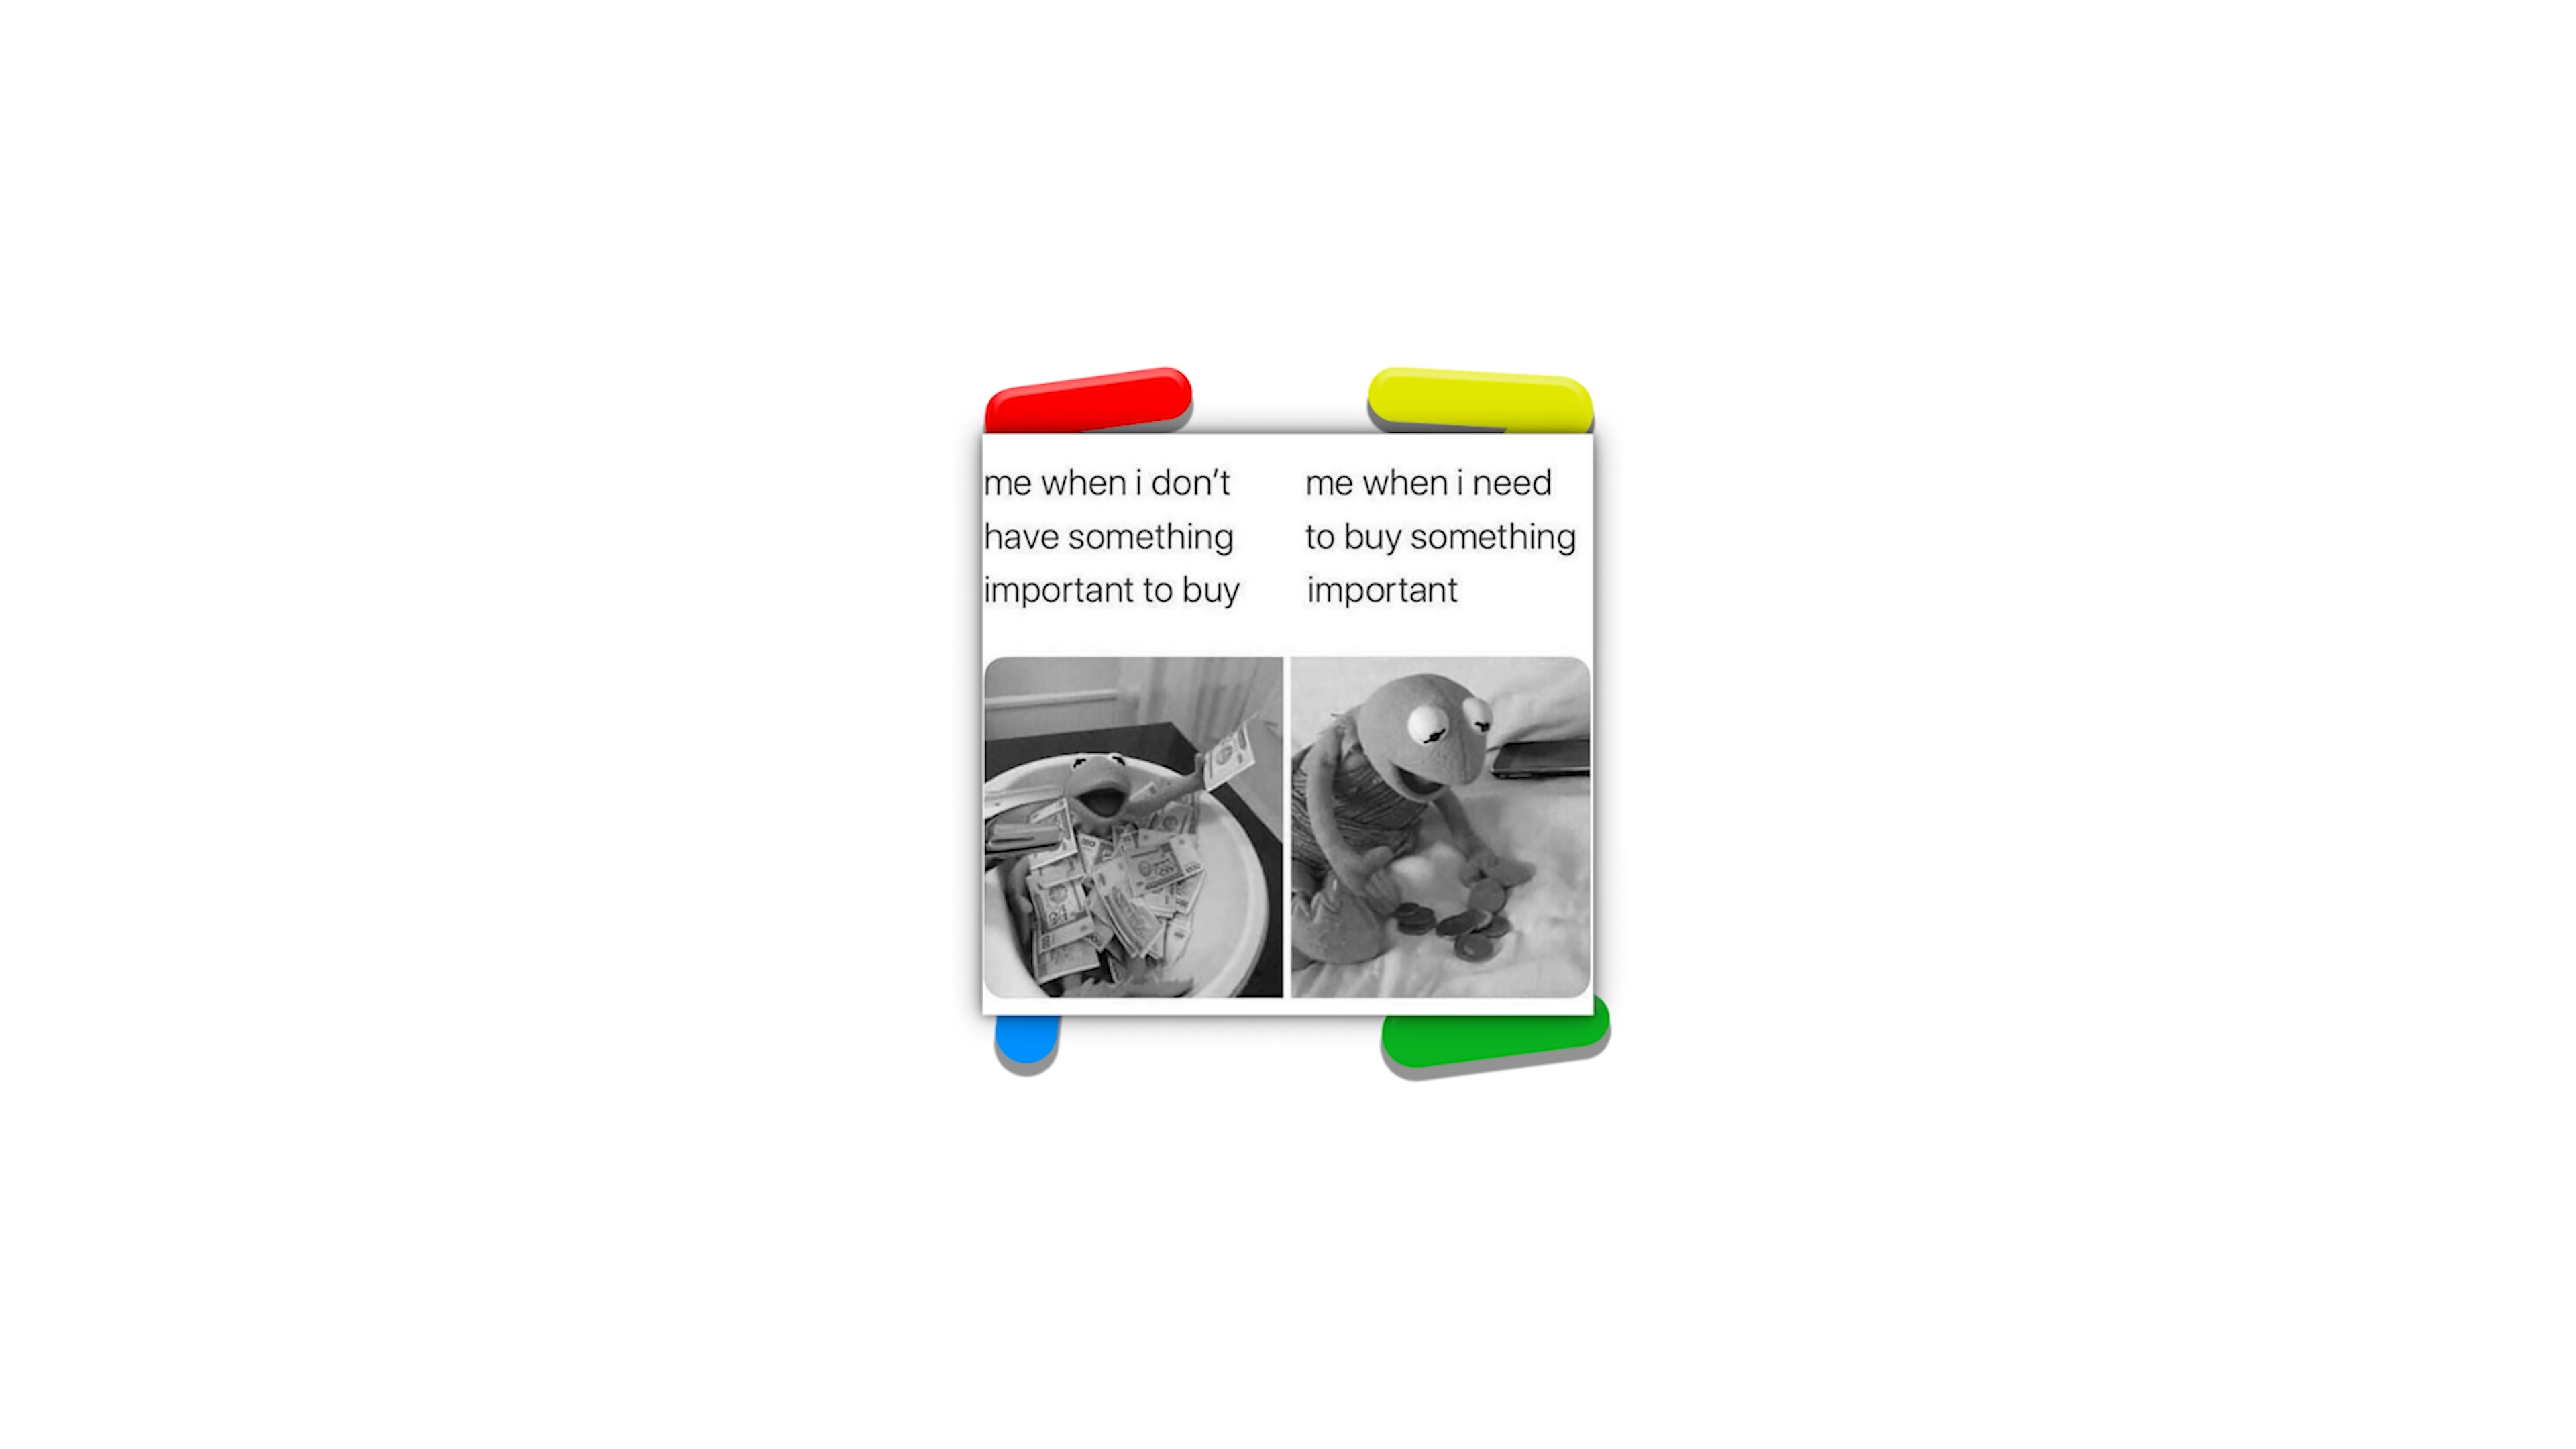 me when i don't
have something
important to buy
me when i need
to buy something
important